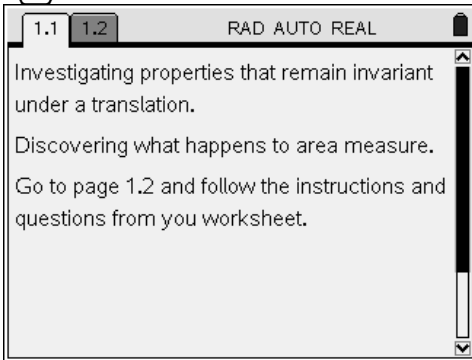 1.1 1.2 RAD AUTO REAL
Investigating properties that remain invariant
under a translation.
Discovering what happens to area measure.
Go to page 1.2 and follow the instructions and
questions from you worksheet.